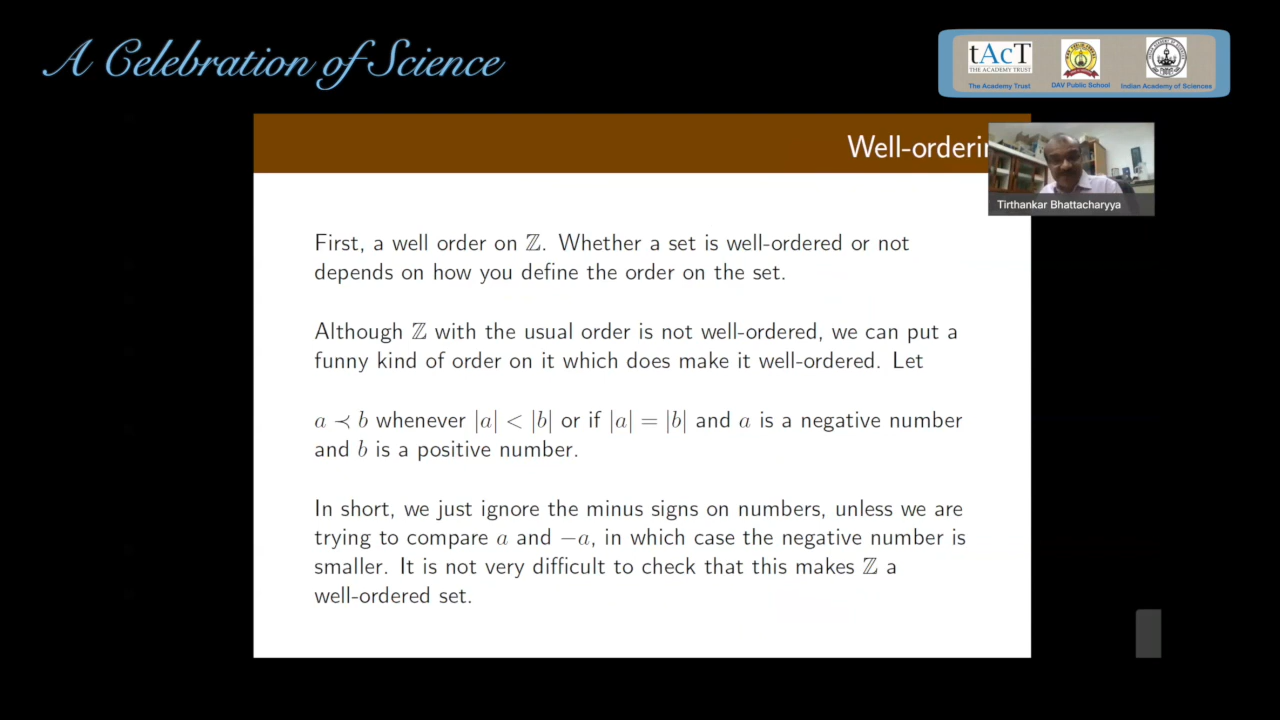 A Celebration of Science
tAcT
THE ACADEMY TRUST
The Academy Trust
DAV Public School
Indian Academy of Sciences
Well-orderin
Tirthankar Bhattacharyya
First, a well order on ℤ. Whether a set is well-ordered or not
depends on how you define the order on the set.
Although ℤ with the usual order is not well-ordered, we can put a
funny kind of order on it which does make it well-ordered. Let
a ≺ b whenever |a| < |b| or if |a| = |b| and a is a negative number
and b is a positive number.
In short, we just ignore the minus signs on numbers, unless we are
trying to compare a and −a, in which case the negative number is
smaller. It is not very difficult to check that this makes ℤ a
well-ordered set.